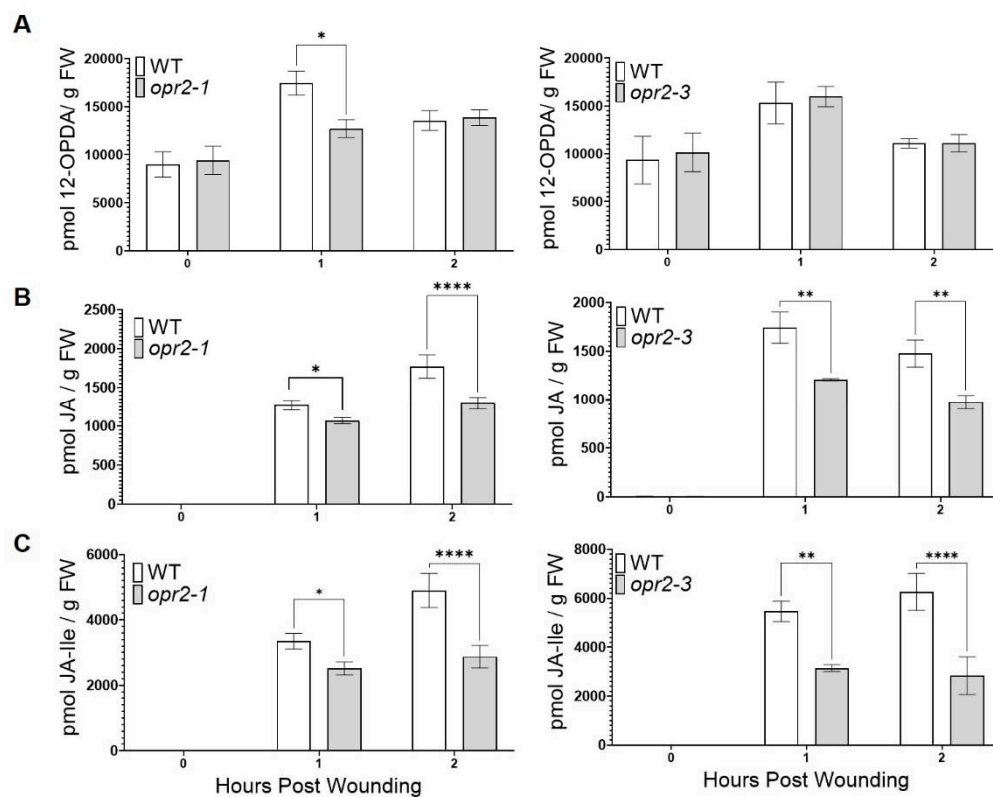 A
pmol 12-OPDA/ g FW
20000
15000
10000
5000
0
WT
opr2-1
*
0 1 2
pmol 12-OPDA/ g FW
20000
15000
10000
5000
0
WT
opr2-3
0 1 2
B
pmol JA / g FW
2500
2000
1500
1000
500
0
WT
opr2-1
*
****
0 1 2
pmol JA / g FW
2000
1500
1000
500
0
WT
opr2-3
**
**
0 1 2
C
pmol JA-Ile / g FW
6000
4000
2000
0
WT
opr2-1
*
****
0 1 2
Hours Post Wounding
pmol JA-Ile / g FW
8000
6000
4000
2000
0
WT
opr2-3
**
****
0 1 2
Hours Post Wounding